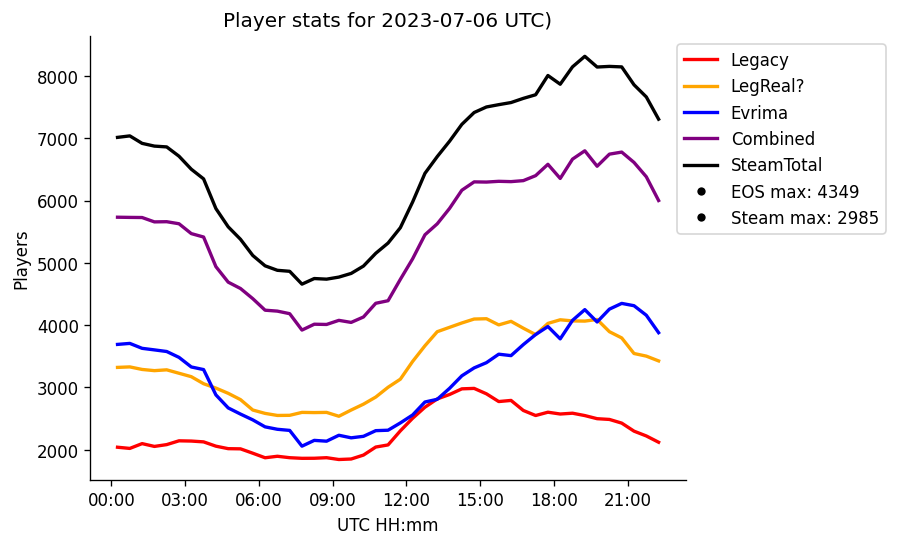 Player stats for 2023-07-06 UTC)
Players
8000
7000
6000
5000
4000
3000
2000
00:00 03:00 06:00 09:00 12:00 15:00 18:00 21:00
UTC HH:mm
Legacy
LegReal?
Evrima
Combined
SteamTotal
EOS max: 4349
Steam max: 2985